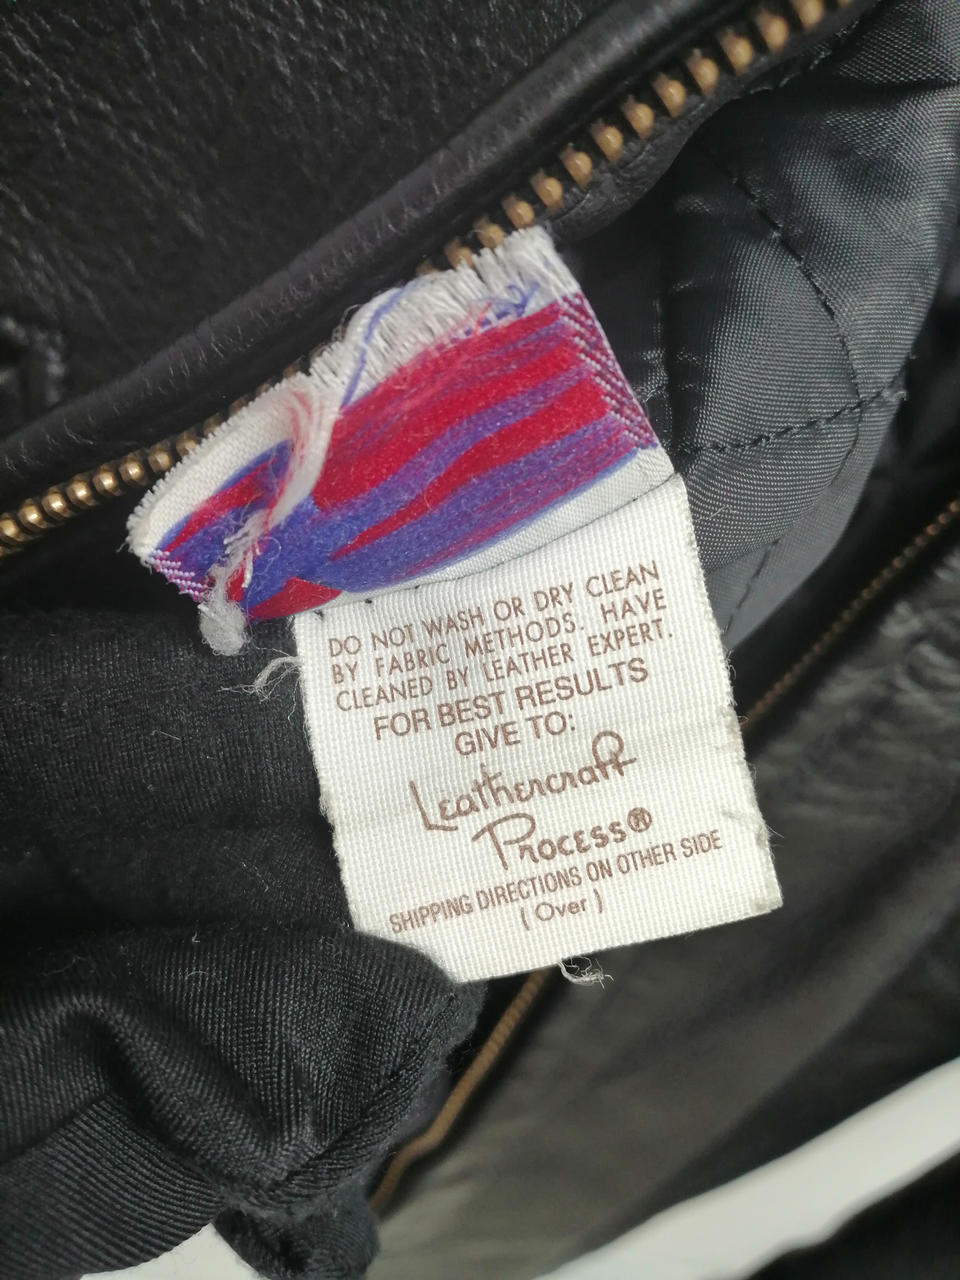 DO NOT WASH OR DRY CLEAN
BY FABRIC METHODS. HAVE
CLEANED BY LEATHER EXPERT.
FOR BEST RESULTS
GIVE TO:
Leathercraft
Process®
SHIPPING DIRECTIONS ON OTHER SIDE
(Over)